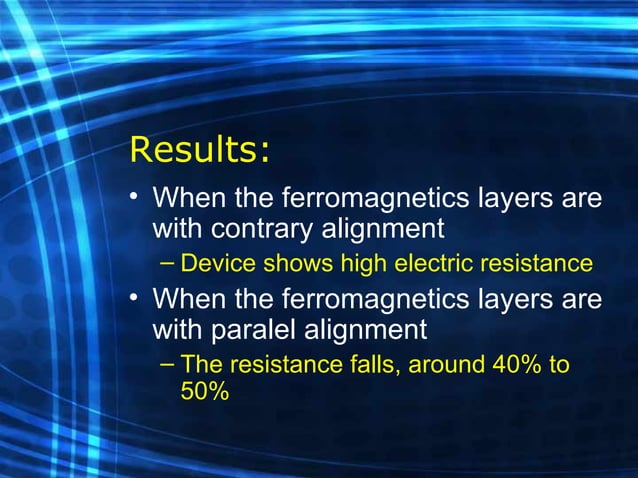 Results:
• When the ferromagnetics layers are
with contrary alignment
– Device shows high electric resistance
• When the ferromagnetics layers are
with paralel alignment
– The resistance falls, around 40% to
50%